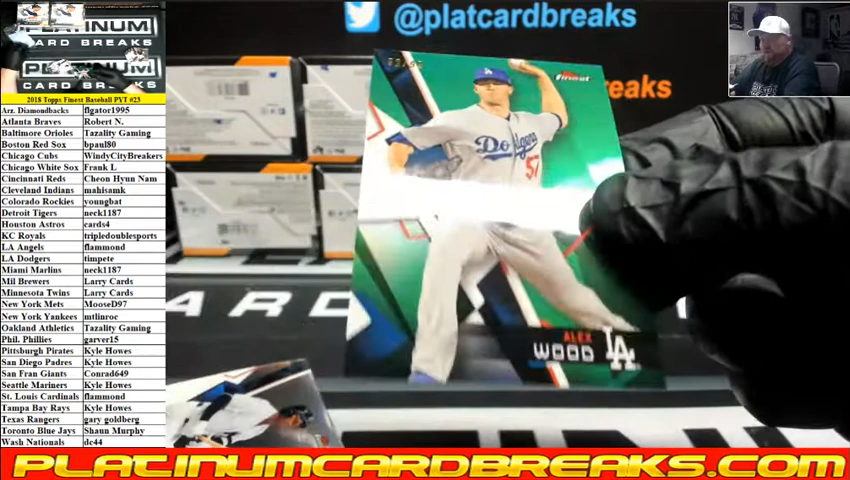 @platcardbreaks
PLATINUM
CARD BREAKS
PLATINUM
CARD BREAKS
2018 Topps Finest Baseball PYT #23
Arz. Diamondbacks flgator1995
Atlanta Braves Robert N.
Baltimore Orioles Tazality Gaming
Boston Red Sox bpaul80
Chicago Cubs WindyCityBreakers
Chicago White Sox Frank L
Cincinnati Reds Cheon Hyun Nam
Cleveland Indians mahisamk
Colorado Rockies youngbat
Detroit Tigers neck1187
Houston Astros cards4
KC Royals tripledoublesports
LA Angels flammond
LA Dodgers timpete
Miami Marlins neck1187
Mil Brewers Larry Cards
Minnesota Twins Larry Cards
New York Mets MooseD97
New York Yankees mtlinroc
Oakland Athletics Tazality Gaming
Phil. Phillies garver15
Pittsburgh Pirates Kyle Howes
San Diego Padres Kyle Howes
San Fran Giants Conrad649
Seattle Mariners Kyle Howes
St. Louis Cardinals flammond
Tampa Bay Rays Kyle Howes
Texas Rangers gary goldberg
Toronto Blue Jays Shaun Murphy
Wash Nationals dc44
Finest
reaks
LA
Dodgers
57
ARD
ALEX
WOOD
LA
PLATINUMCARDBREAKS.COM